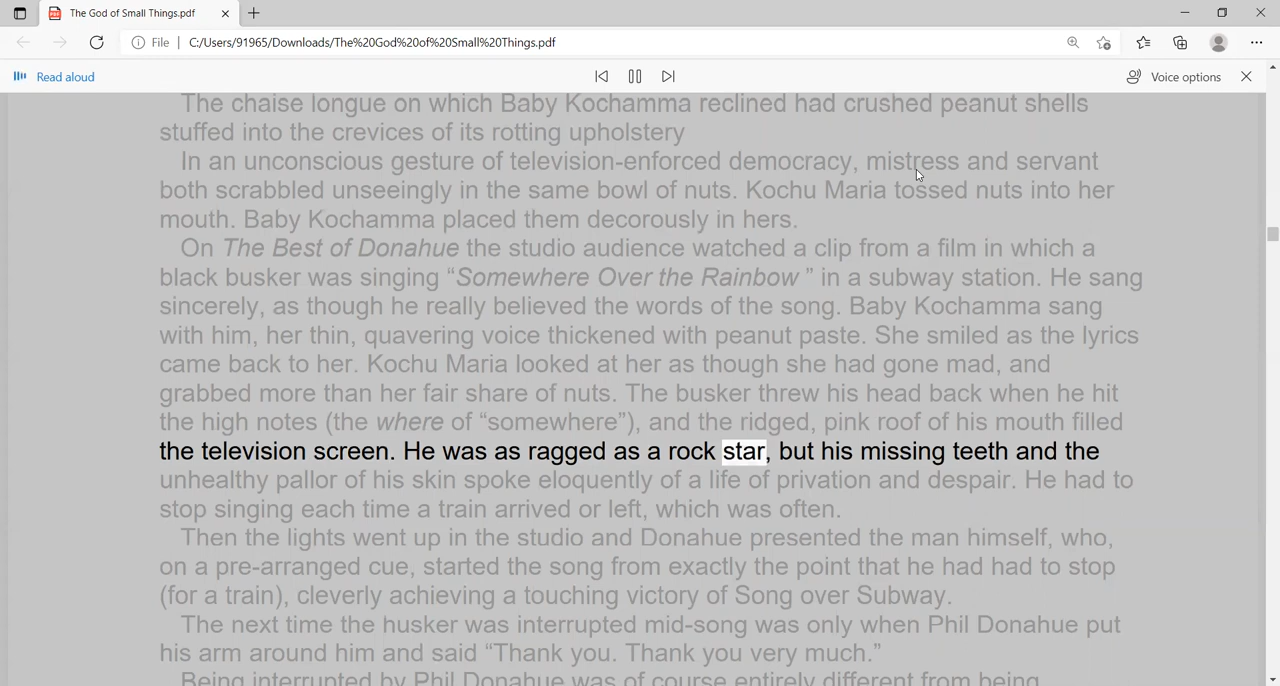 The God of Small Things.pdf
File | C:/Users/91965/Downloads/The%20God%20of%20Small%20Things.pdf
Read aloud
Voice options
The chaise longue on which Baby Kochamma reclined had crushed peanut shells
stuffed into the crevices of its rotting upholstery
In an unconscious gesture of television-enforced democracy, mistress and servant
both scrabbled unseeingly in the same bowl of nuts. Kochu Maria tossed nuts into her
mouth. Baby Kochamma placed them decorously in hers.
On The Best of Donahue the studio audience watched a clip from a film in which a
black busker was singing “Somewhere Over the Rainbow ” in a subway station. He sang
sincerely, as though he really believed the words of the song. Baby Kochamma sang
with him, her thin, quavering voice thickened with peanut paste. She smiled as the lyrics
came back to her. Kochu Maria looked at her as though she had gone mad, and
grabbed more than her fair share of nuts. The busker threw his head back when he hit
the high notes (the where of “somewhere”), and the ridged, pink roof of his mouth filled
the television screen. He was as ragged as a rock star, but his missing teeth and the
unhealthy pallor of his skin spoke eloquently of a life of privation and despair. He had to
stop singing each time a train arrived or left, which was often.
Then the lights went up in the studio and Donahue presented the man himself, who,
on a pre-arranged cue, started the song from exactly the point that he had had to stop
(for a train), cleverly achieving a touching victory of Song over Subway.
The next time the husker was interrupted mid-song was only when Phil Donahue put
his arm around him and said “Thank you. Thank you very much.”
Being interrupted by Phil Donahue was of course entirely different from being